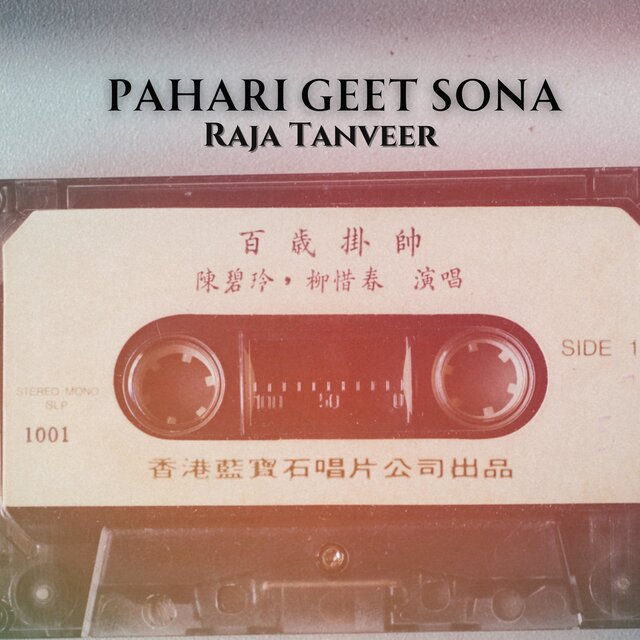 PAHARI GEET SONA
RAJA TANVEER
百歲掛帥
陳碧玲，柳惜春 演唱
SIDE 1
STEREO MONO
SLP
1001
100 50 0
香港藍寶石唱片公司出品